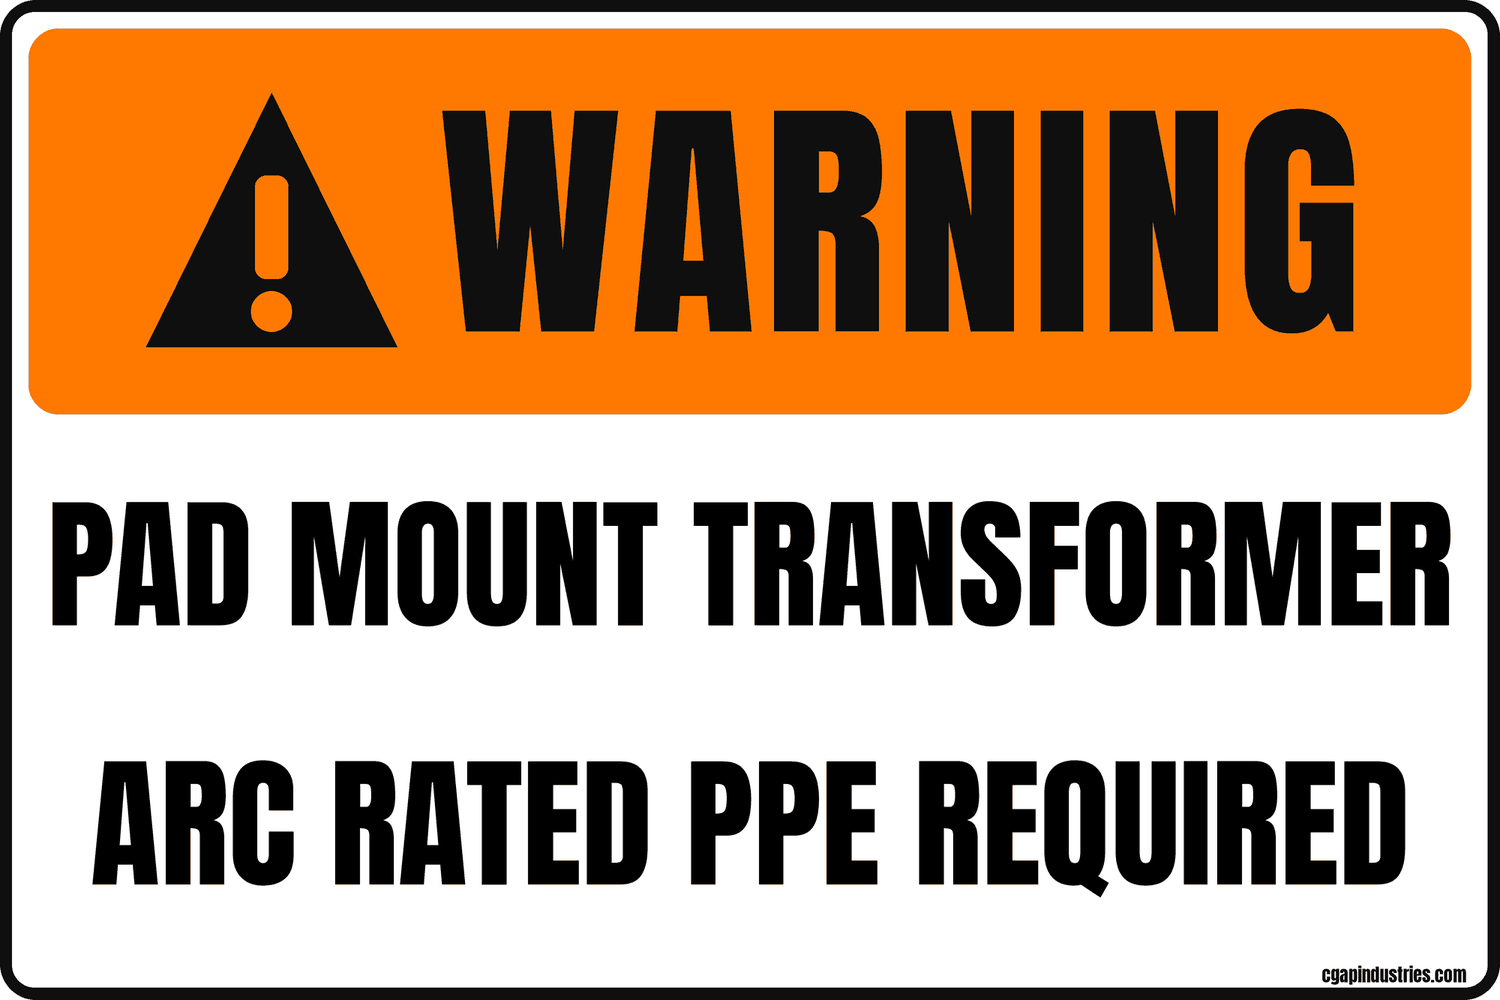 WARNING
PAD MOUNT TRANSFORMER
ARC RATED PPE REQUIRED
cgapindustries.com